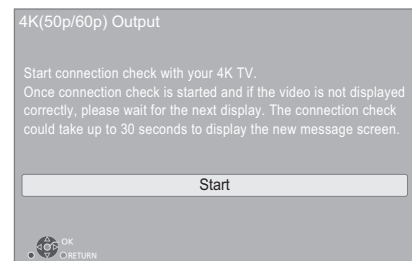 4K(50p/60p) Output
Start connection check with your 4K TV.
Once connection check is started and if the video is not displayed
correctly, please wait for the next display. The connection check
could take up to 30 seconds to display the new message screen.
Start
OK
RETURN